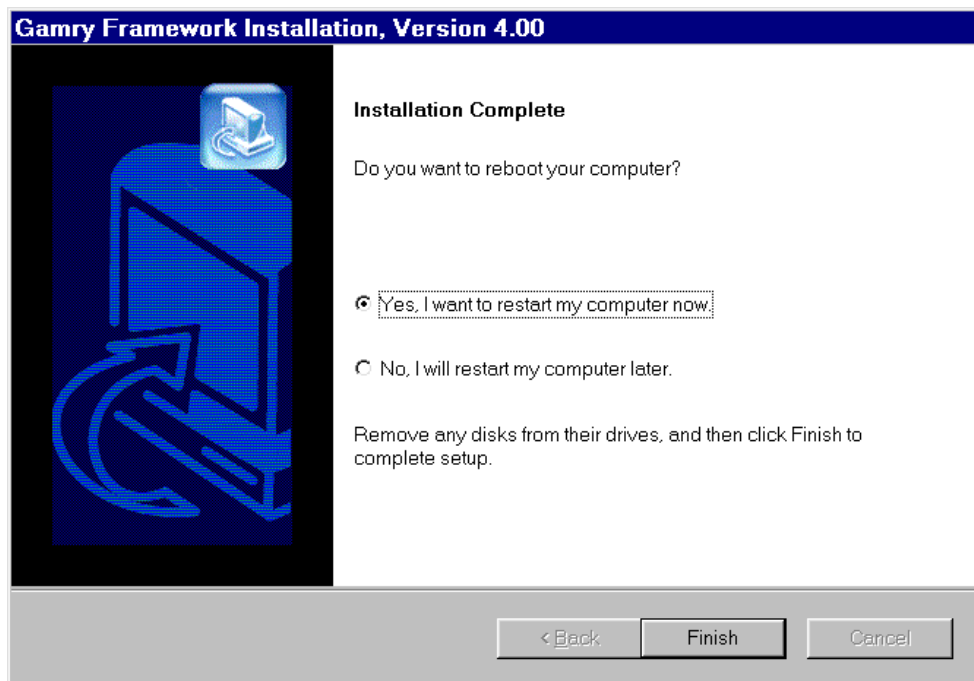 Gamry Framework Installation, Version 4.00
Installation Complete
Do you want to reboot your computer?
Yes, I want to restart my computer now.
No, I will restart my computer later.
Remove any disks from their drives, and then click Finish to
complete setup.
< Back Finish Cancel